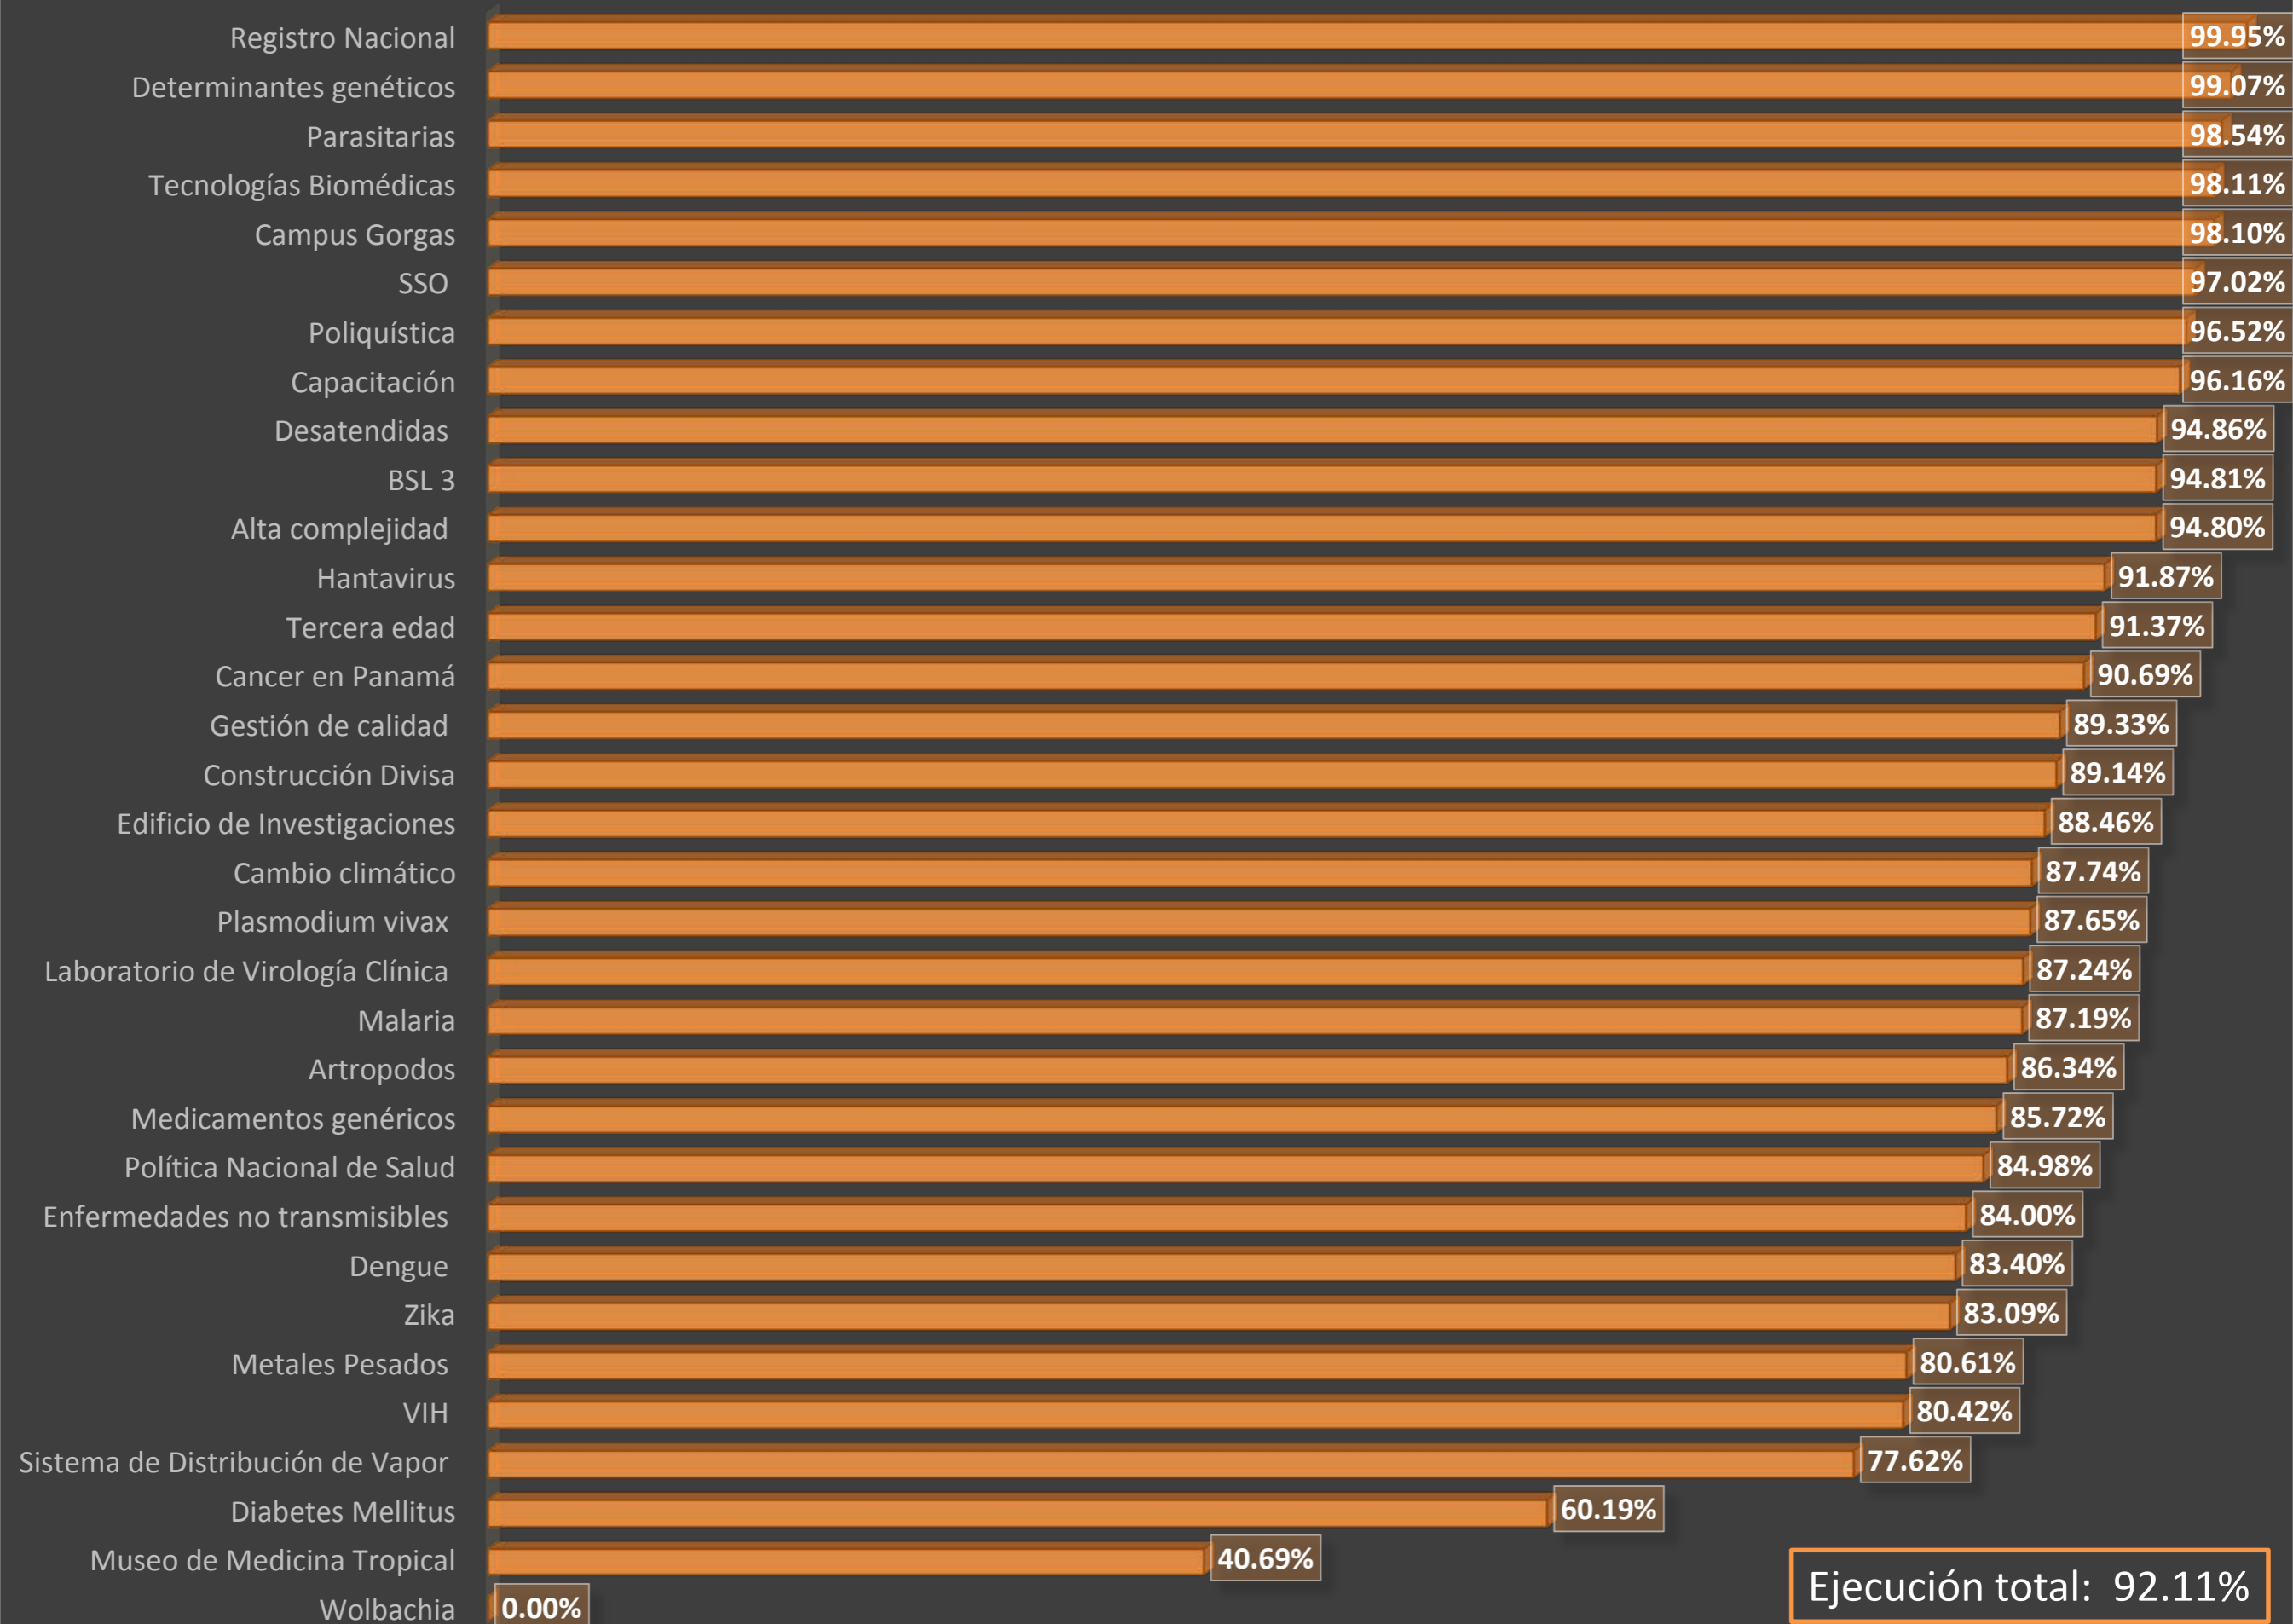 Registro Nacional 99.95%
Determinantes genéticos 99.07%
Parasitarias 98.54%
Tecnologías Biomédicas 98.11%
Campus Gorgas 98.10%
SSO 97.02%
Poliquística 96.52%
Capacitación 96.16%
Desatendidas 94.86%
BSL 3 94.81%
Alta complejidad 94.80%
Hantavirus 91.87%
Tercera edad 91.37%
Cancer en Panamá 90.69%
Gestión de calidad 89.33%
Construcción Divisa 89.14%
Edificio de Investigaciones 88.46%
Cambio climático 87.74%
Plasmodium vivax 87.65%
Laboratorio de Virología Clínica 87.24%
Malaria 87.19%
Artropodos 86.34%
Medicamentos genéricos 85.72%
Política Nacional de Salud 84.98%
Enfermedades no transmisibles 84.00%
Dengue 83.40%
Zika 83.09%
Metales Pesados 80.61%
VIH 80.42%
Sistema de Distribución de Vapor 77.62%
Diabetes Mellitus 60.19%
Museo de Medicina Tropical 40.69%
Wolbachia 0.00%
Ejecución total: 92.11%